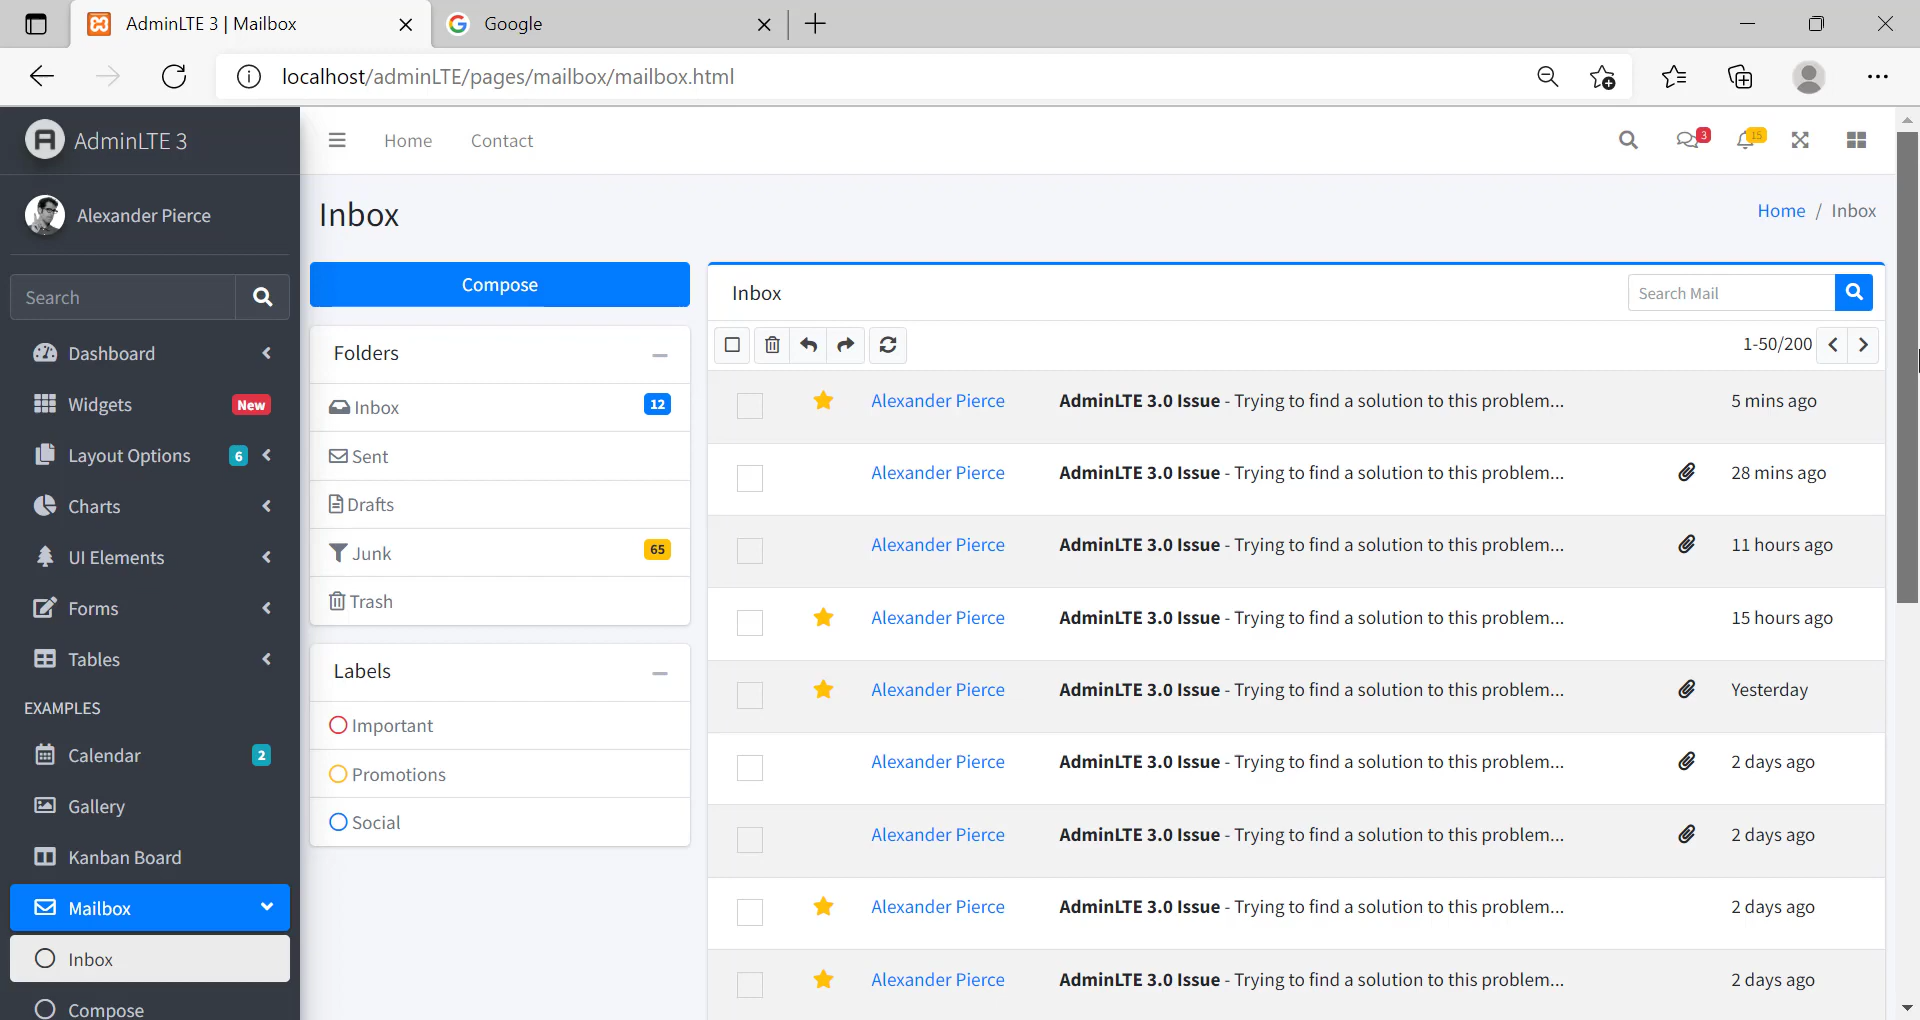 AdminLTE 3 | Mailbox
Google
localhost/adminLTE/pages/mailbox/mailbox.html
AdminLTE 3
Home
Contact
3
15
Alexander Pierce
Inbox
Home / Inbox
Search
Compose
Inbox
Search Mail
Dashboard
Widgets
New
Layout Options
6
Charts
UI Elements
Forms
Tables
EXAMPLES
Calendar
2
Gallery
Kanban Board
Mailbox
Inbox
Compose
Folders
Inbox
12
Sent
Drafts
Junk
65
Trash
Labels
Important
Promotions
Social
1-50/200
Alexander Pierce AdminLTE 3.0 Issue - Trying to find a solution to this problem... 5 mins ago
Alexander Pierce AdminLTE 3.0 Issue - Trying to find a solution to this problem... 28 mins ago
Alexander Pierce AdminLTE 3.0 Issue - Trying to find a solution to this problem... 11 hours ago
Alexander Pierce AdminLTE 3.0 Issue - Trying to find a solution to this problem... 15 hours ago
Alexander Pierce AdminLTE 3.0 Issue - Trying to find a solution to this problem... Yesterday
Alexander Pierce AdminLTE 3.0 Issue - Trying to find a solution to this problem... 2 days ago
Alexander Pierce AdminLTE 3.0 Issue - Trying to find a solution to this problem... 2 days ago
Alexander Pierce AdminLTE 3.0 Issue - Trying to find a solution to this problem... 2 days ago
Alexander Pierce AdminLTE 3.0 Issue - Trying to find a solution to this problem... 2 days ago